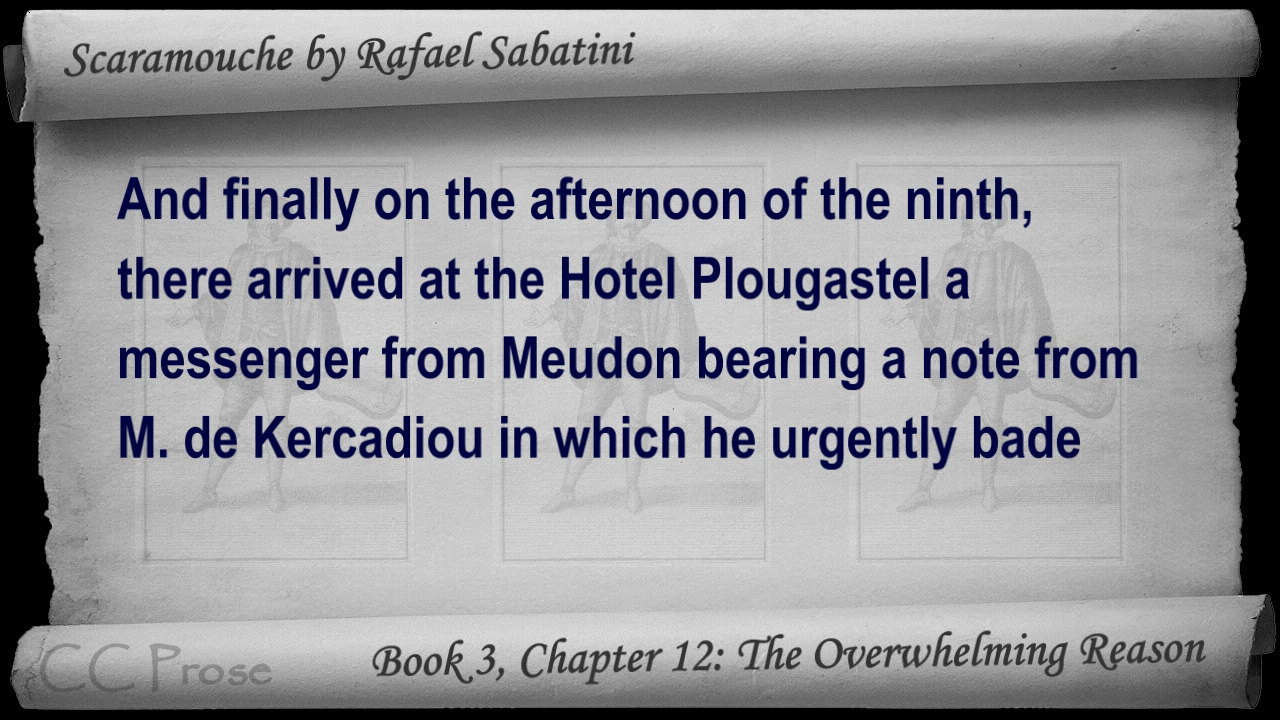 Scaramouche by Rafael Sabatini
And finally on the afternoon of the ninth,
there arrived at the Hotel Plougastel a
messenger from Meudon bearing a note from
M. de Kercadiou in which he urgently bade
CC Prose
Book 3, Chapter 12: The Overwhelming Reason